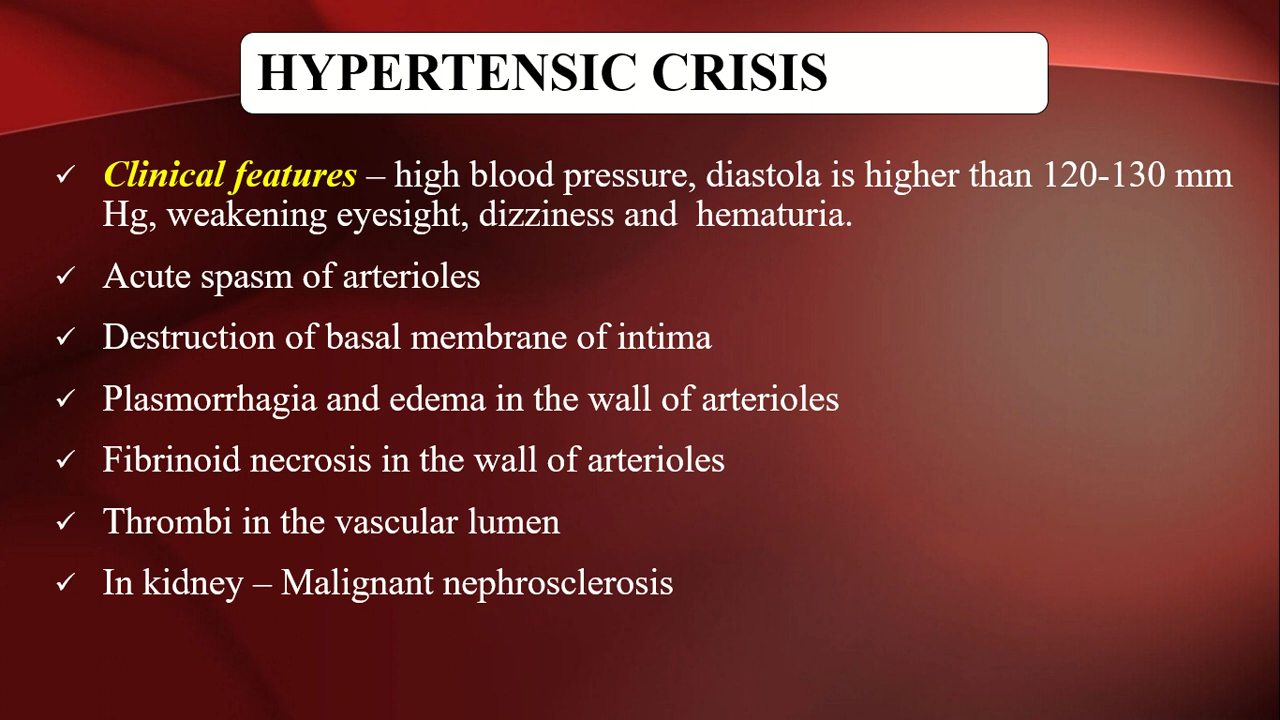 HYPERTENSIC CRISIS
✓ Clinical features – high blood pressure, diastola is higher than 120-130 mm
Hg, weakening eyesight, dizziness and  hematuria.
✓ Acute spasm of arterioles
✓ Destruction of basal membrane of intima
✓ Plasmorrhagia and edema in the wall of arterioles
✓ Fibrinoid necrosis in the wall of arterioles
✓ Thrombi in the vascular lumen
✓ In kidney – Malignant nephrosclerosis